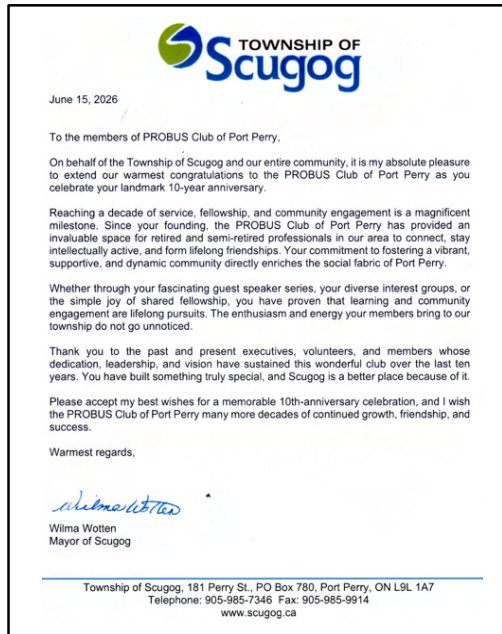 TOWNSHIP OF
Scugog
June 15, 2026
To the members of PROBUS Club of Port Perry,
On behalf of the Township of Scugog and our entire community, it is my absolute pleasure
to extend our warmest congratulations to the PROBUS Club of Port Perry as you
celebrate your landmark 10-year anniversary.
Reaching a decade of service, fellowship, and community engagement is a magnificent
milestone. Since your founding, the PROBUS Club of Port Perry has provided an
invaluable space for retired and semi-retired professionals in our area to connect, stay
intellectually active, and form lifelong friendships. Your commitment to fostering a vibrant,
supportive, and dynamic community directly enriches the social fabric of Port Perry.
Whether through your fascinating guest speaker series, your diverse interest groups, or
the simple joy of shared fellowship, you have proven that learning and community
engagement are lifelong pursuits. The enthusiasm and energy your members bring to our
township do not go unnoticed.
Thank you to the past and present executives, volunteers, and members whose
dedication, leadership, and vision have sustained this wonderful club over the last ten
years. You have built something truly special, and Scugog is a better place because of it.
Please accept my best wishes for a memorable 10th-anniversary celebration, and I wish
the PROBUS Club of Port Perry many more decades of continued growth, friendship, and
success.
Warmest regards,
Wilma Wotten
Wilma Wotten
Mayor of Scugog
Township of Scugog, 181 Perry St., PO Box 780, Port Perry, ON L9L 1A7
Telephone: 905-985-7346 Fax: 905-985-9914
www.scugog.ca